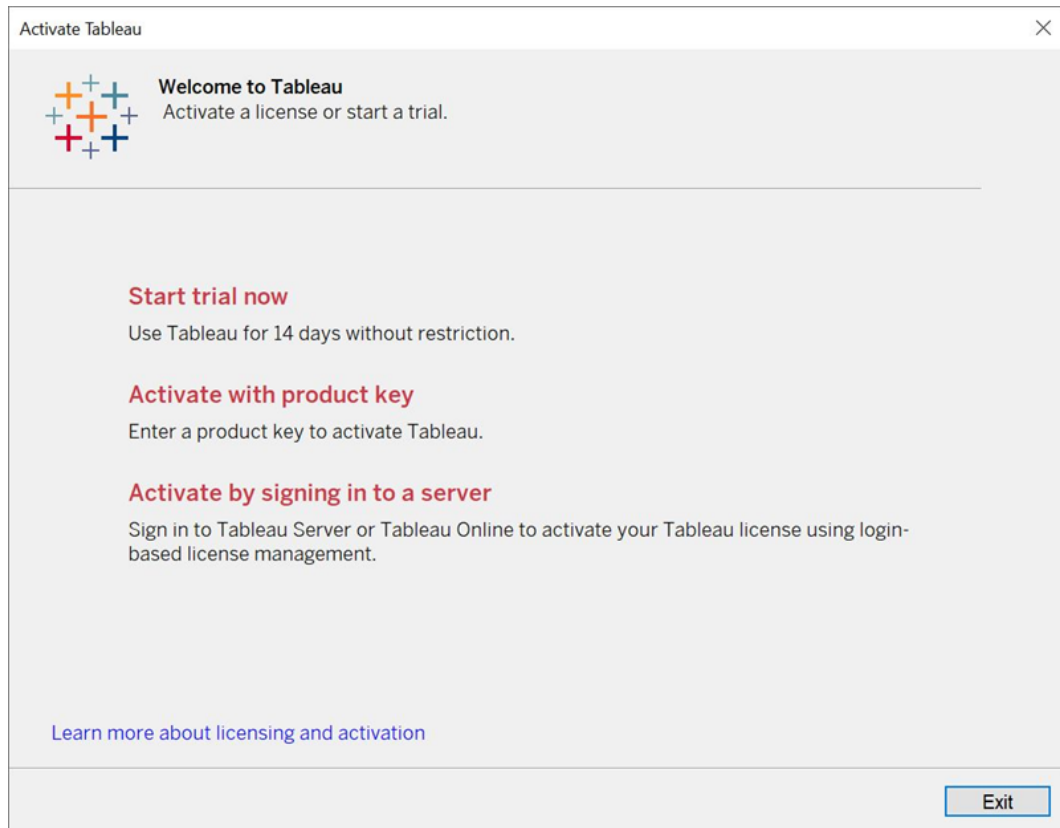 Activate Tableau
Welcome to Tableau
Activate a license or start a trial.
Start trial now
Use Tableau for 14 days without restriction.
Activate with product key
Enter a product key to activate Tableau.
Activate by signing in to a server
Sign in to Tableau Server or Tableau Online to activate your Tableau license using login-
based license management.
Learn more about licensing and activation
Exit